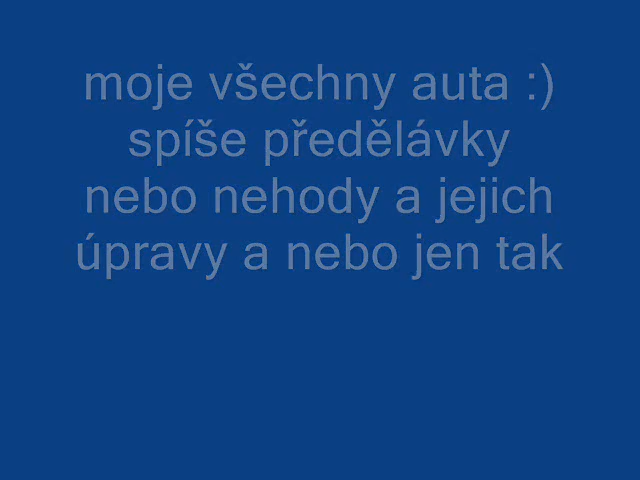 moje všechny auta :)
spíše předělávky
nebo nehody a jejich
úpravy a nebo jen tak